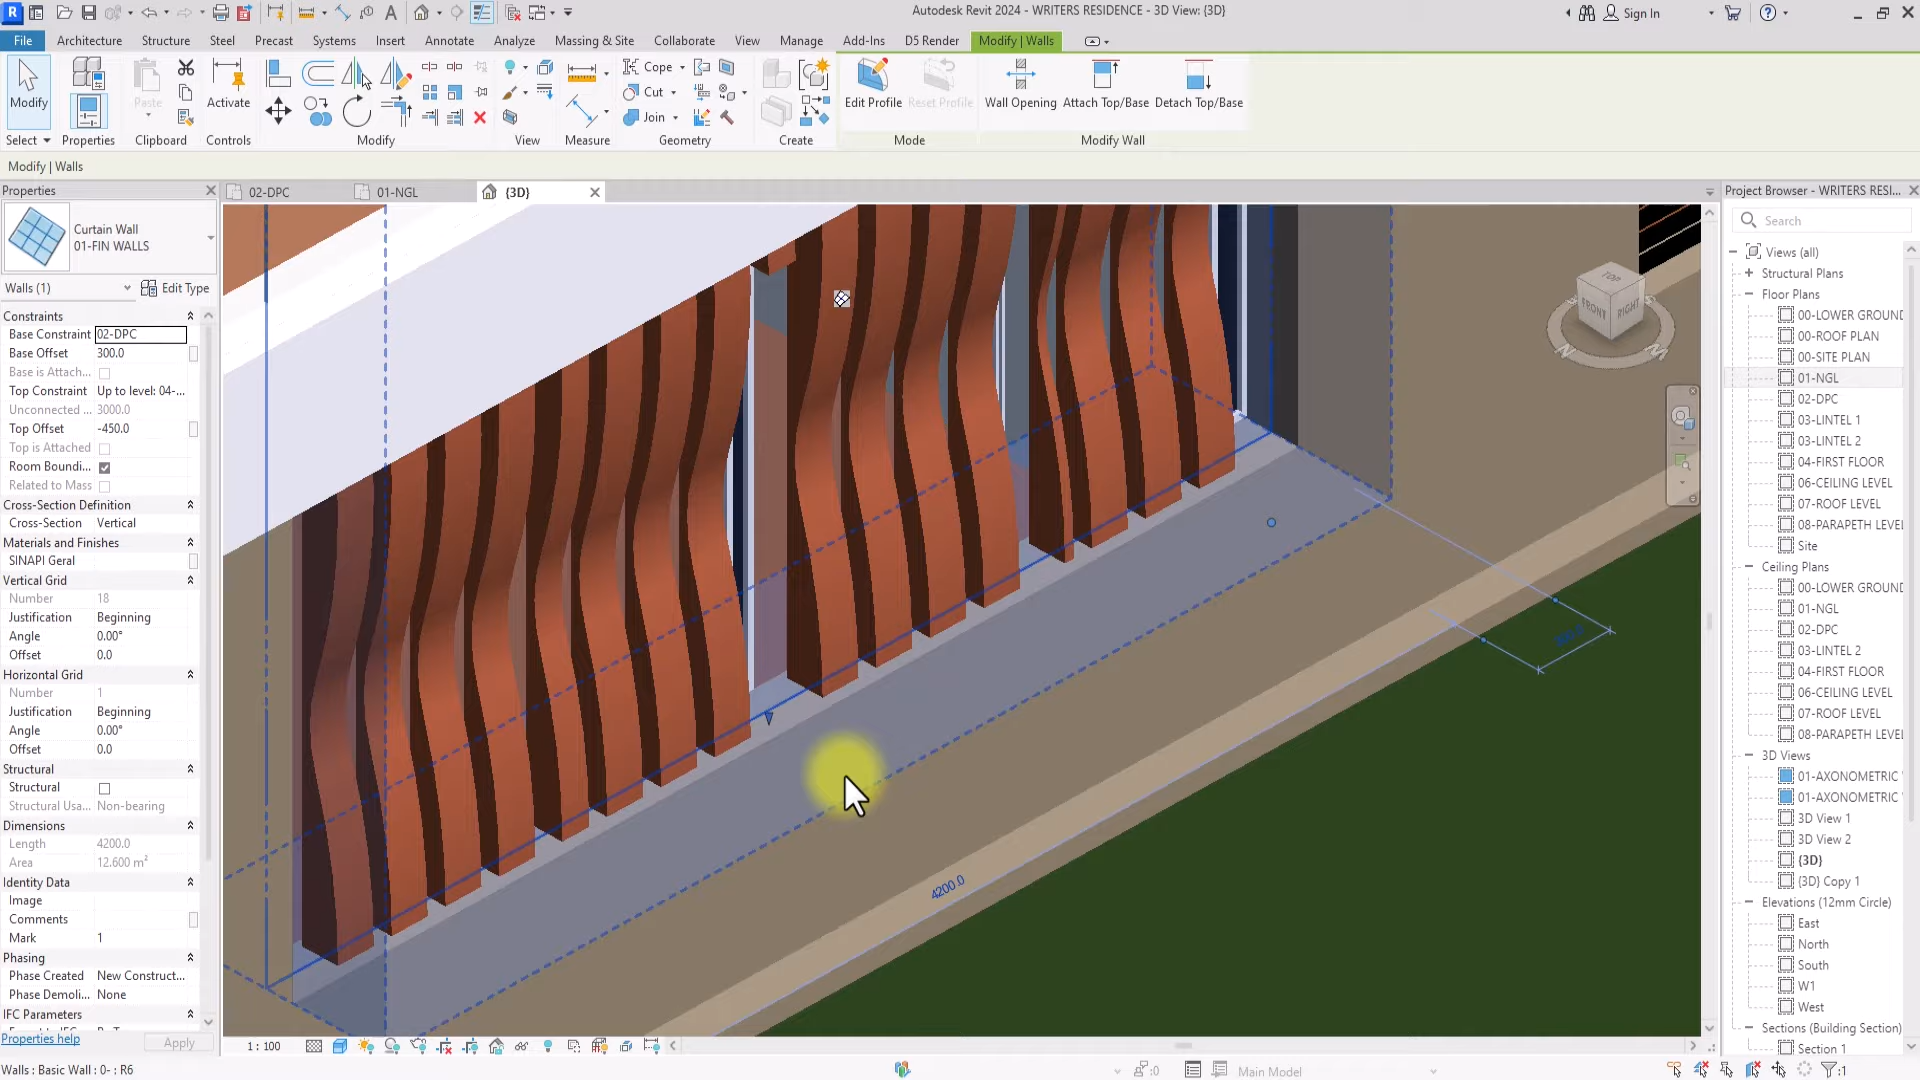 Autodesk Revit 2024 - WRITERS RESIDENCE - 3D View: {3D}
Sign In
File
Architecture
Structure
Steel
Precast
Systems
Insert
Annotate
Analyze
Massing & Site
Collaborate
View
Manage
Add-Ins
D5 Render
Modify | Walls
Modify
Paste
Activate
Cope
Cut
Join
Edit Profile
Reset Profile
Wall Opening
Attach Top/Base
Detach Top/Base
Select
Properties
Clipboard
Controls
Modify
View
Measure
Geometry
Create
Mode
Modify Wall
Modify | Walls
Properties
02-DPC
01-NGL
{3D}
Project Browser - WRITERS RESI...
Curtain Wall
01-FIN WALLS
Walls (1)
Edit Type
Constraints
Base Constraint 02-DPC
Base Offset 300.0
Base is Attach...
Top Constraint Up to level: 04-...
Unconnected ... 3000.0
Top Offset -450.0
Top is Attached
Room Boundi...
Related to Mass
Cross-Section Definition
Cross-Section Vertical
Materials and Finishes
SINAPI Geral
Vertical Grid
Number 18
Justification Beginning
Angle 0.00°
Offset 0.0
Horizontal Grid
Number 1
Justification Beginning
Angle 0.00°
Offset 0.0
Structural
Structural
Structural Usa... Non-bearing
Dimensions
Length 4200.0
Area 12.600 m²
Identity Data
Image
Comments
Mark 1
Phasing
Phase Created New Construct...
Phase Demoli... None
IFC Parameters
Properties help
Apply
TOP
FRONT
RIGHT
4200.0
Search
Views (all)
Structural Plans
Floor Plans
00-LOWER GROUND
00-ROOF PLAN
00-SITE PLAN
01-NGL
02-DPC
03-LINTEL 1
03-LINTEL 2
04-FIRST FLOOR
06-CEILING LEVEL
07-ROOF LEVEL
08-PARAPETH LEVEL
Site
Ceiling Plans
00-LOWER GROUND
01-NGL
02-DPC
03-LINTEL 2
04-FIRST FLOOR
06-CEILING LEVEL
07-ROOF LEVEL
08-PARAPETH LEVEL
3D Views
01-AXONOMETRIC
01-AXONOMETRIC
3D View 1
3D View 2
{3D}
{3D} Copy 1
Elevations (12mm Circle)
East
North
South
W1
West
Sections (Building Section)
Section 1
1 : 100
Walls : Basic Wall : 0- : R6
:0
Main Model
:1